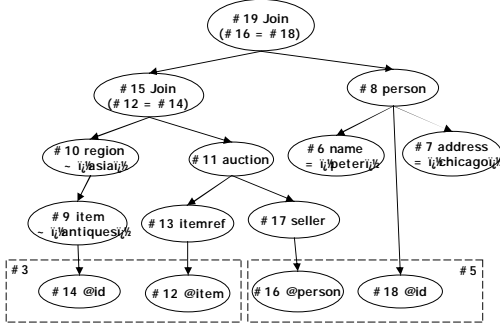 # 19 Join
(# 16 = # 18)
# 15 Join
(# 12 = # 14)
# 8 person
# 10 region
~ ï¿½asiaï¿½
# 11 auction
# 6 name
= ï¿½peterï¿½
# 7 address
= ï¿½chicagoï¿½
# 9 item
~ ï¿½antiquesï¿½
# 13 itemref
# 17 seller
# 3
# 5
# 14 @id
# 12 @item
# 16 @person
# 18 @id